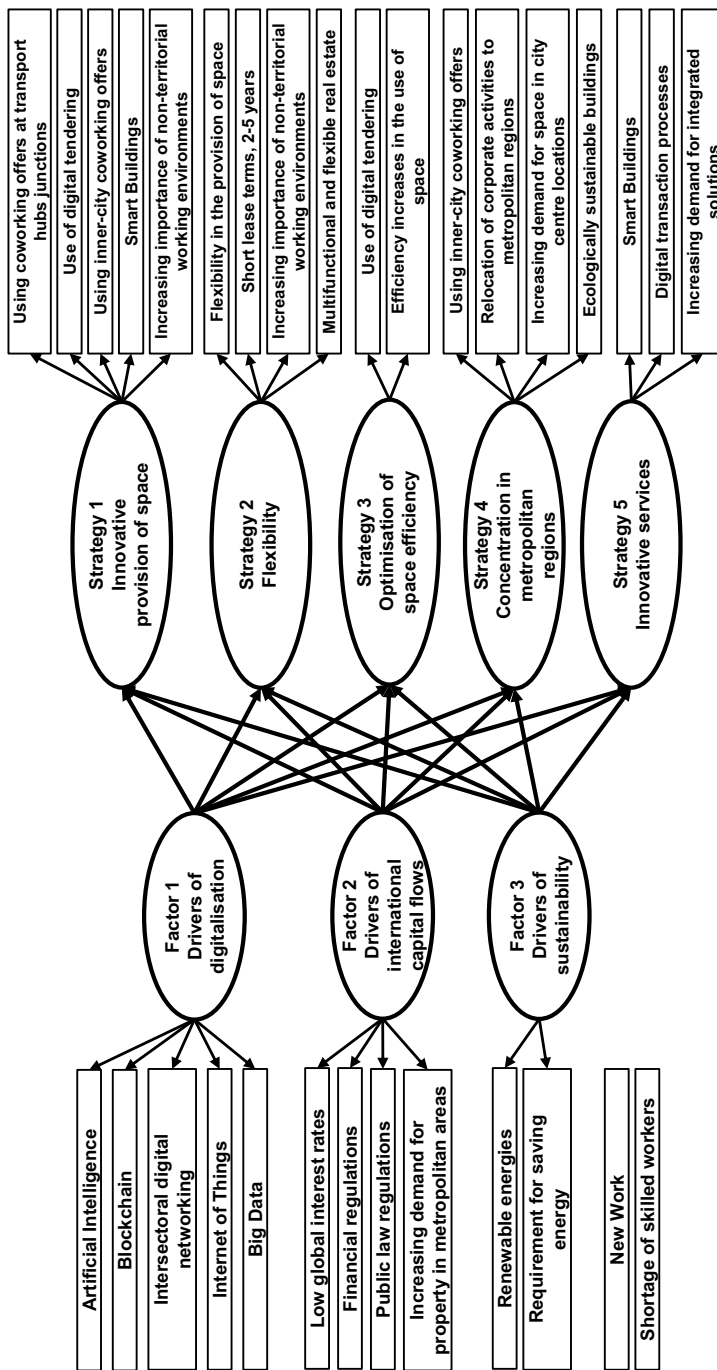 Artificial Intelligence
Blockchain
Intersectoral digital
networking
Internet of Things
Big Data
Low global interest rates
Financial regulations
Public law regulations
Increasing demand for
property in metropolitan areas
Renewable energies
Requirement for saving
energy
New Work
Shortage of skilled workers
Factor 1
Drivers of
digitalisation
Factor 2
Drivers of
international
capital flows
Factor 3
Drivers of
sustainability
Strategy 1
Innovative
provision of space
Strategy 2
Flexibility
Strategy 3
Optimisation of
space efficiency
Strategy 4
Concentration in
metropolitan
regions
Strategy 5
Innovative services
Using coworking offers at transport
hubs junctions
Use of digital tendering
Using inner-city coworking offers
Smart Buildings
Increasing importance of non-territorial
working environments
Flexibility in the provision of space
Short lease terms, 2-5 years
Increasing importance of non-territorial
working environments
Multifunctional and flexible real estate
Use of digital tendering
Efficiency increases in the use of
space
Using inner-city coworking offers
Relocation of corporate activities to
metropolitan regions
Increasing demand for space in city
centre locations
Ecologically sustainable buildings
Smart Buildings
Digital transaction processes
Increasing demand for integrated
solutions